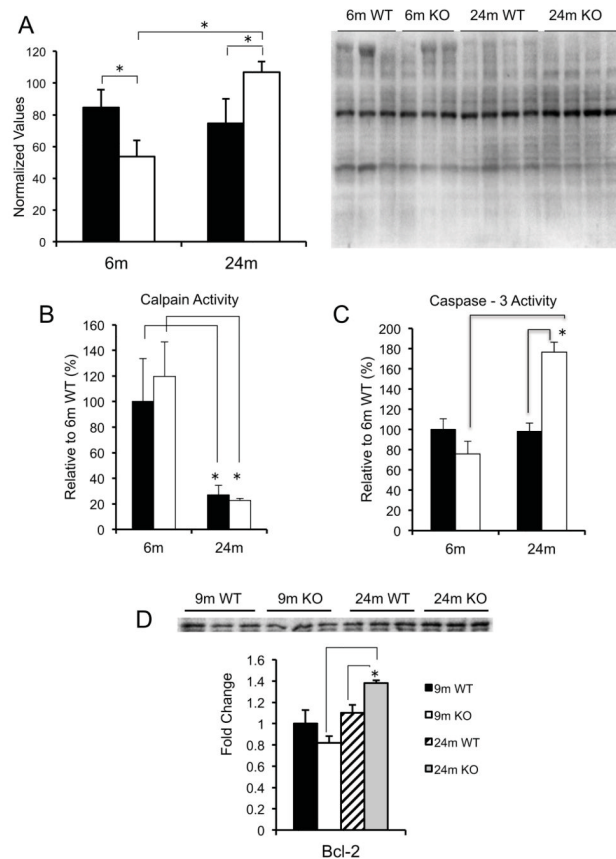 A
Normalized Values
120
100
80
60
40
20
0
*
*
*
6m
24m
6m WT
6m KO
24m WT
24m KO
B
Calpain Activity
Relative to 6m WT (%)
160
140
120
100
80
60
40
20
0
*
*
6m
24m
C
Caspase - 3 Activity
Relative to 6m WT (%)
200
180
160
140
120
100
80
60
40
20
0
*
6m
24m
D
9m WT
9m KO
24m WT
24m KO
Fold Change
1.6
1.4
1.2
1
0.8
0.6
0.4
0.2
0
*
Bcl-2
9m WT
9m KO
24m WT
24m KO